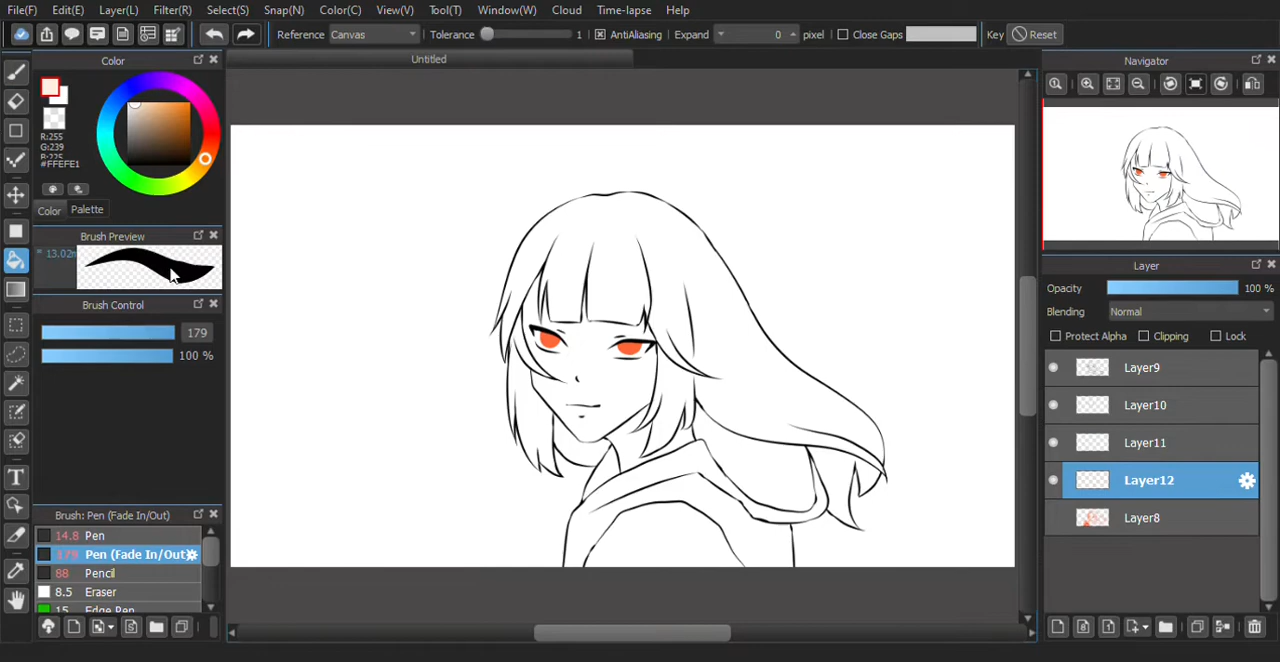 File(F) Edit(E) Layer(L) Filter(R) Select(S) Snap(N) Color(C) View(V) Tool(T) Window(W) Cloud Time-lapse Help
Reference Canvas Tolerance 1 AntiAliasing Expand 0 pixel Close Gaps Key Reset
Color
Untitled
Navigator
R:255
G:239
B:225
#FFEFE1
Color Palette
Brush Preview
13.02m
Brush Control
179
100 %
Layer
Opacity 100 %
Blending Normal
Protect Alpha Clipping Lock
Layer9
Layer10
Layer11
Layer12
Layer8
Brush: Pen (Fade In/Out)
14.8 Pen
179 Pen (Fade In/Out
88 Pencil
8.5 Eraser
15 Edge Pen